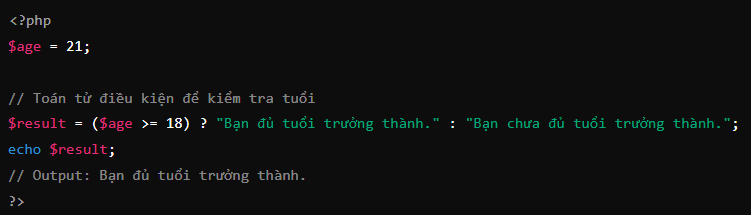 <?php
$age = 21;
// Toán tử điều kiện để kiểm tra tuổi
$result = ($age >= 18) ? "Bạn đủ tuổi trưởng thành." : "Bạn chưa đủ tuổi trưởng thành.";
echo $result;
// Output: Bạn đủ tuổi trưởng thành.
?>